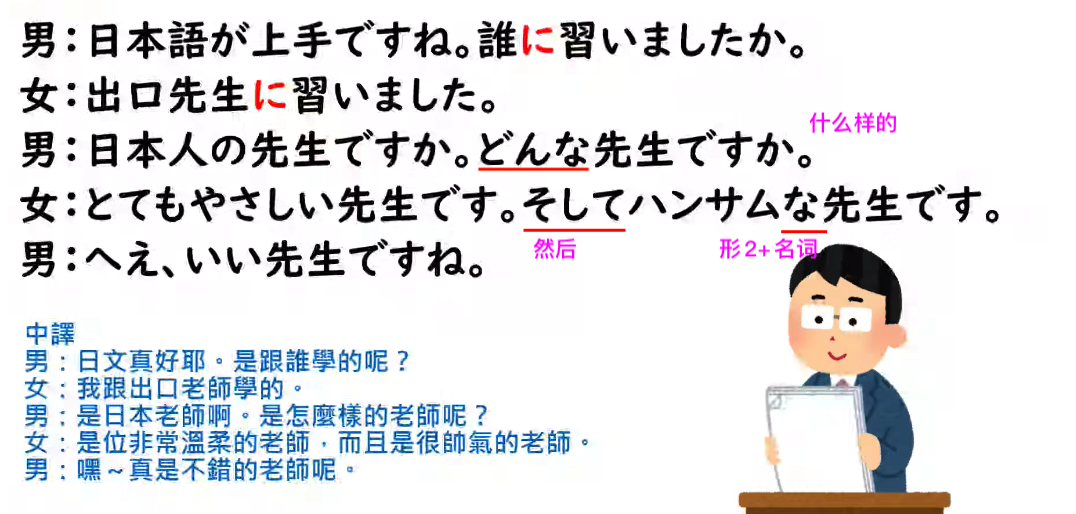 男：日本語が上手ですね。誰に習いましたか。
女：出口先生に習いました。
什么样的
男：日本人の先生ですか。どんな先生ですか。
女：とてもやさしい先生です。そしてハンサムな先生です。
然后
形2+名词
男：へえ、いい先生ですね。
中譯
男：日文真好耶。是跟誰學的呢？
女：我跟出口老師學的。
男：是日本老師啊。是怎麼樣的老師呢？
女：是位非常溫柔的老師，而且是很帥氣的老師。
男：嘿～真是不錯的老師呢。